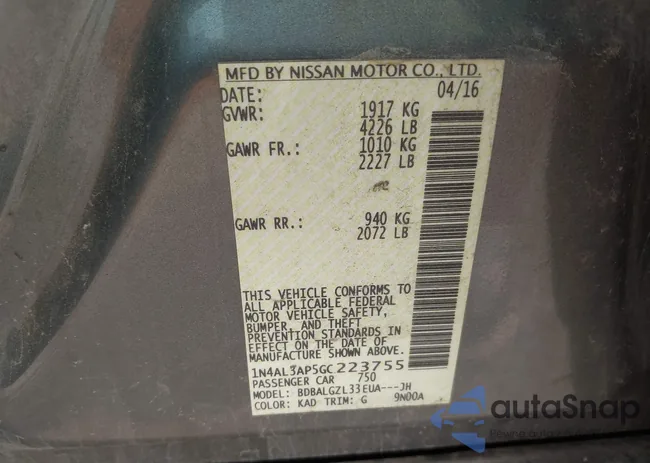 MFD BY NISSAN MOTOR CO., LTD.
DATE: 04/16
GVWR: 1917 KG
4226 LB
GAWR FR.: 1010 KG
2227 LB
GAWR RR.: 940 KG
2072 LB
THIS VEHICLE CONFORMS TO
ALL APPLICABLE FEDERAL
MOTOR VEHICLE SAFETY,
BUMPER, AND THEFT
PREVENTION STANDARDS IN
EFFECT ON THE DATE OF
MANUFACTURE SHOWN ABOVE.
1N4AL3AP5GC223755
PASSENGER CAR 750
MODEL: BDBALGZL33EUA---JH
COLOR: KAD TRIM: G 9N00A
autoSnap
Flowing auto data.